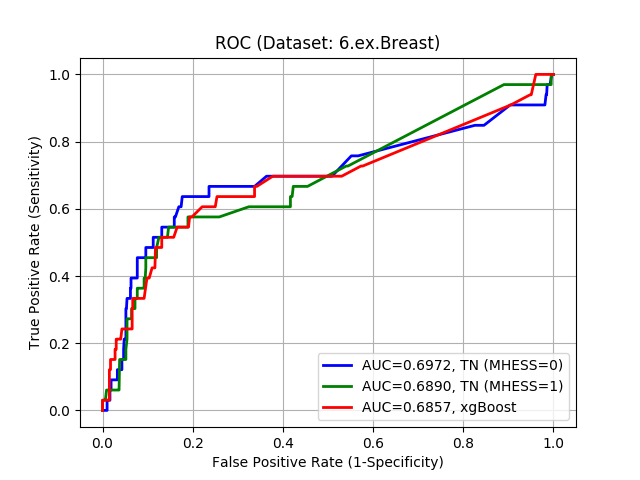 ROC (Dataset: 6.ex.Breast)
True Positive Rate (Sensitivity)
1.0
0.8
0.6
0.4
0.2
0.0
AUC=0.6972, TN (MHESS=0)
AUC=0.6890, TN (MHESS=1)
AUC=0.6857, xgBoost
0.0 0.2 0.4 0.6 0.8 1.0
False Positive Rate (1-Specificity)